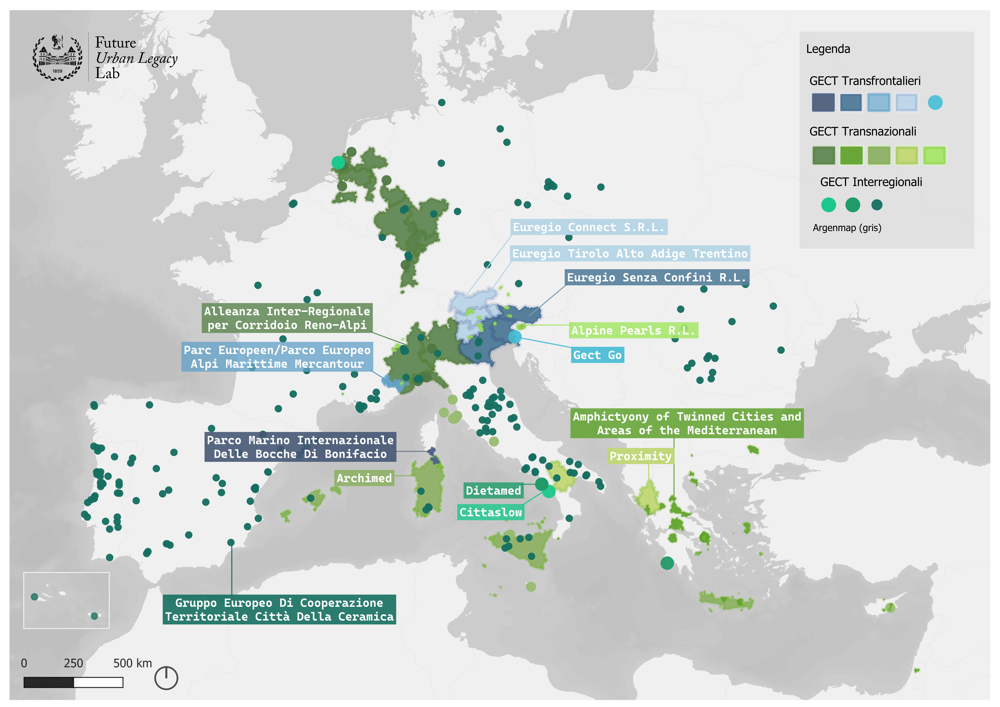 Future
Urban Legacy
Lab
1859
Legenda
GECT Transfrontalieri
GECT Transnazionali
GECT Interregionali
Argenmap (gris)
Euregio Connect S.R.L.
Euregio Tirolo Alto Adige Trentino
Euregio Senza Confini R.L.
Alleanza Inter-Regionale
per Corridoio Reno-Alpi
Alpine Pearls R.L.
Parc Europeen/Parco Europeo
Alpi Marittime Mercantour
Gect Go
Amphictyony of Twinned Cities and
Areas of the Mediterranean
Parco Marino Internazionale
Delle Bocche Di Bonifacio
Proximity
Archimed
Dietamed
Cittaslow
Gruppo Europeo Di Cooperazione
Territoriale Città Della Ceramica
0 250 500 km